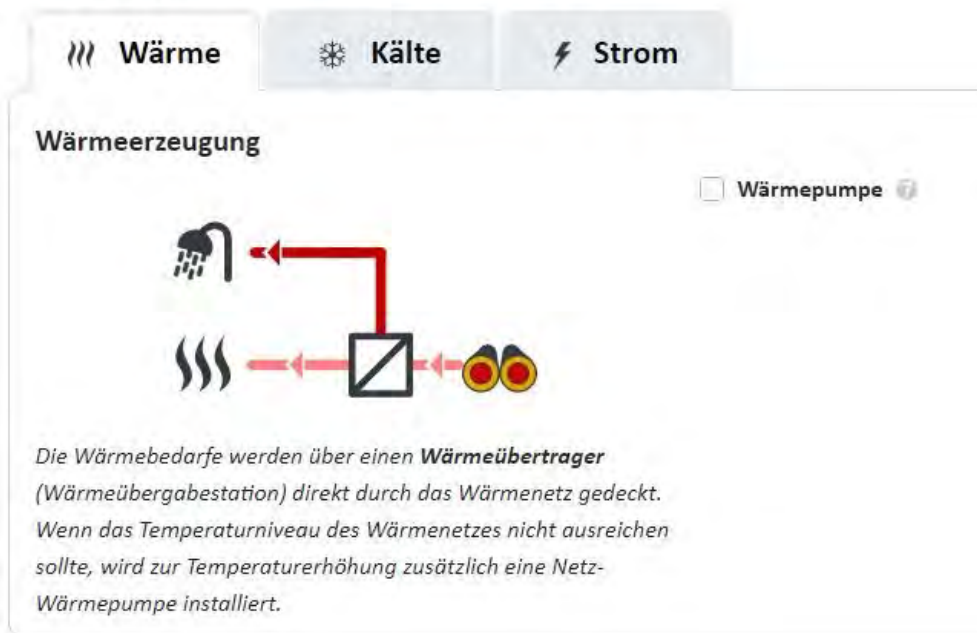 Wärme
Kälte
Strom
Wärmeerzeugung
Wärmepumpe ?
Die Wärmebedarfe werden über einen Wärmeübertrager
(Wärmeübergabestation) direkt durch das Wärmenetz gedeckt.
Wenn das Temperaturniveau des Wärmenetzes nicht ausreichen
sollte, wird zur Temperaturerhöhung zusätzlich eine Netz-
Wärmepumpe installiert.